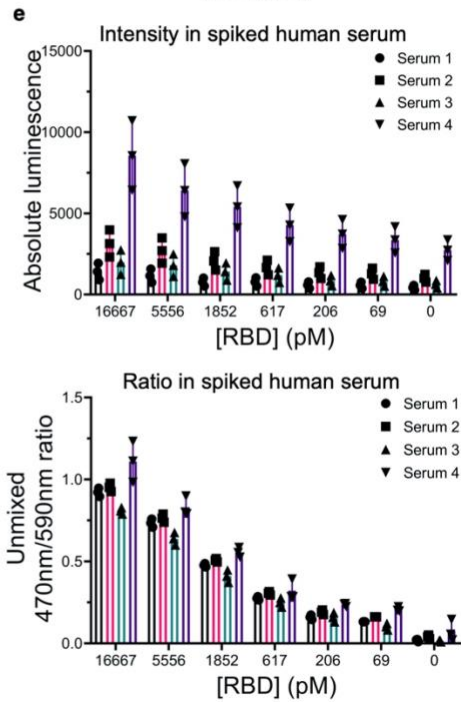 e
Intensity in spiked human serum
Absolute luminescence
15000
10000
5000
0
Serum 1
Serum 2
Serum 3
Serum 4
16667 5556 1852 617 206 69 0
[RBD] (pM)
Ratio in spiked human serum
Unmixed
470nm/590nm ratio
1.5
1.0
0.5
0.0
Serum 1
Serum 2
Serum 3
Serum 4
16667 5556 1852 617 206 69 0
[RBD] (pM)